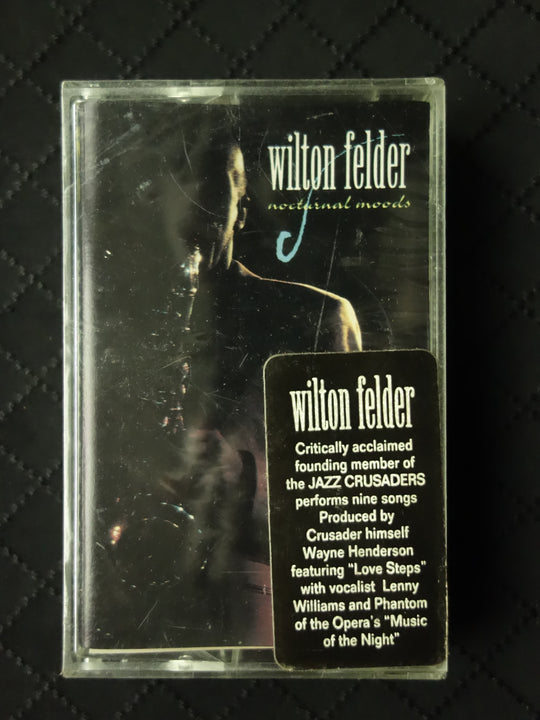 wilton felder
nocturnal moods
wilton felder
Critically acclaimed
founding member of
the JAZZ CRUSADERS
performs nine songs
Produced by
Crusader himself
Wayne Henderson
featuring "Love Steps"
with vocalist Lenny
Williams and Phantom
of the Opera's "Music
of the Night"